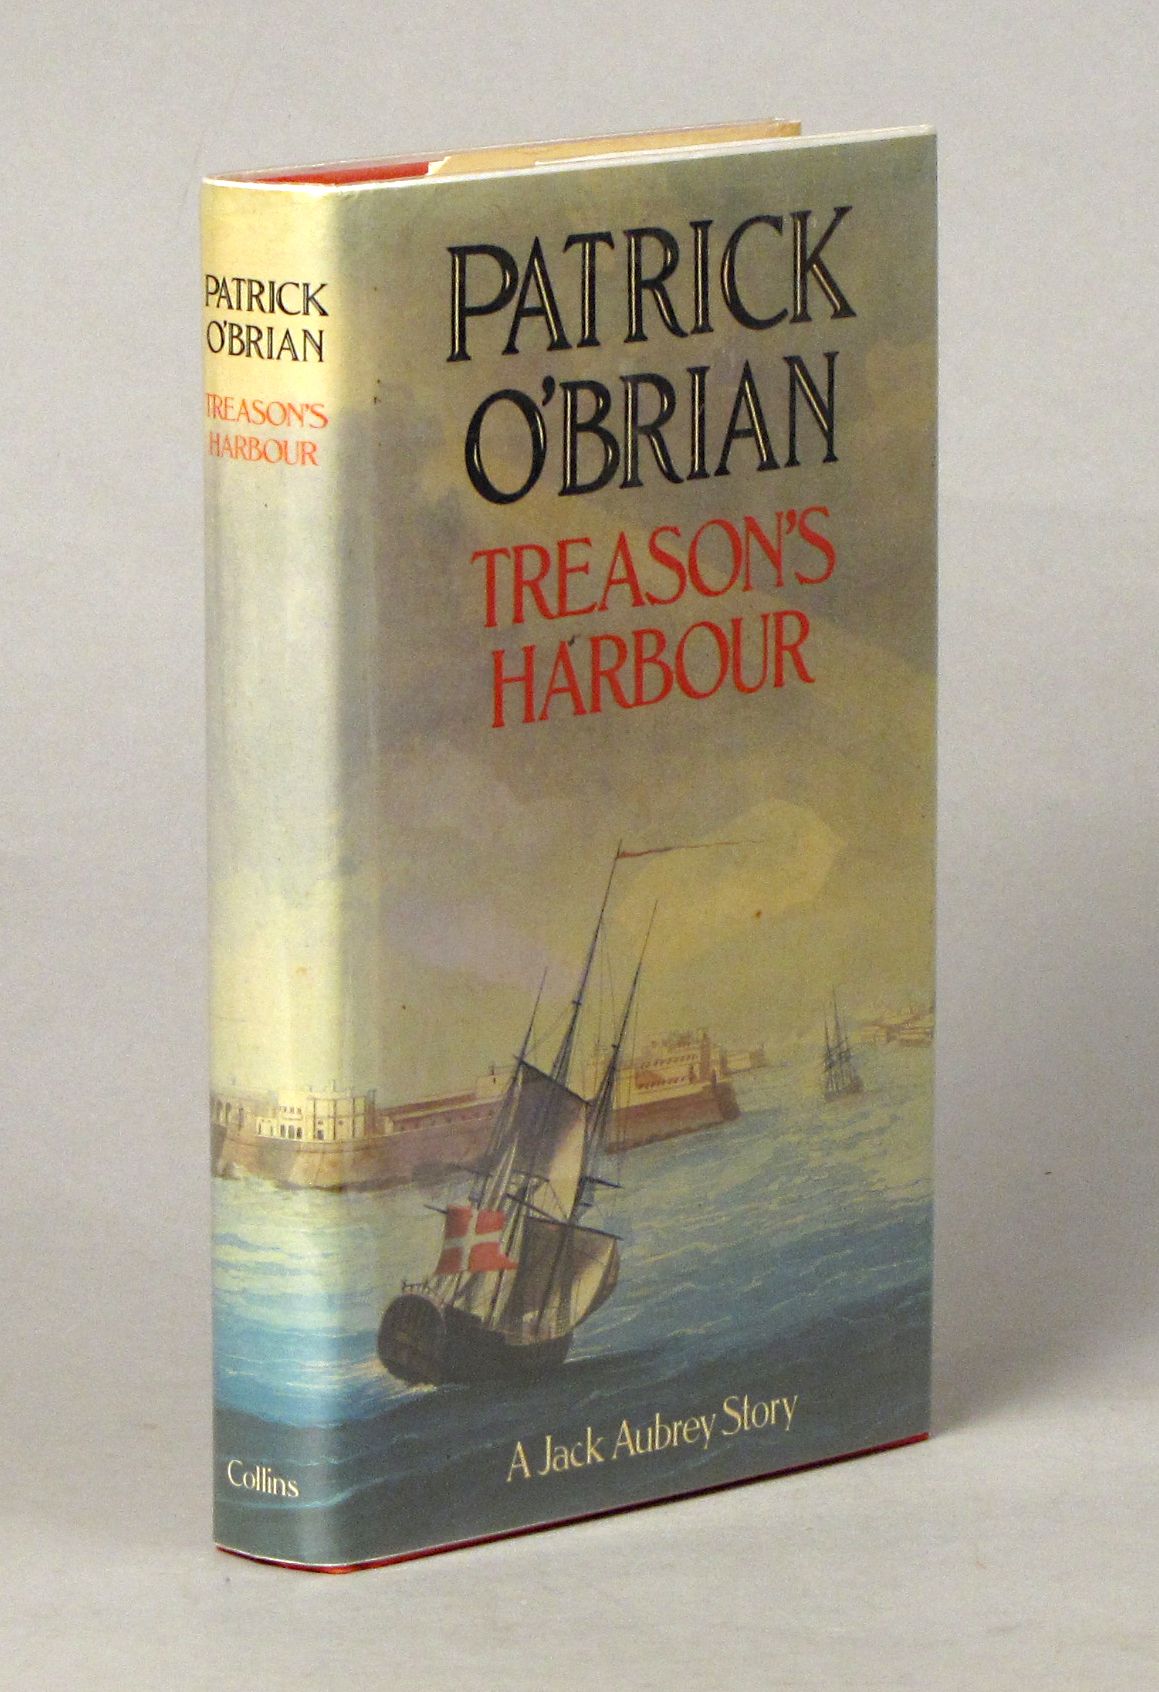 PATRICK
O'BRIAN
TREASON'S
HARBOUR
Collins
PATRICK
O'BRIAN
TREASON'S
HARBOUR
A Jack Aubrey Story